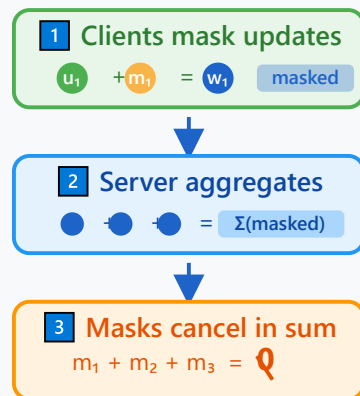 1 Clients mask updates
u₁ + m₁ = w₁ masked
2 Server aggregates
+ + = Σ(masked)
3 Masks cancel in sum
m₁ + m₂ + m₃ =